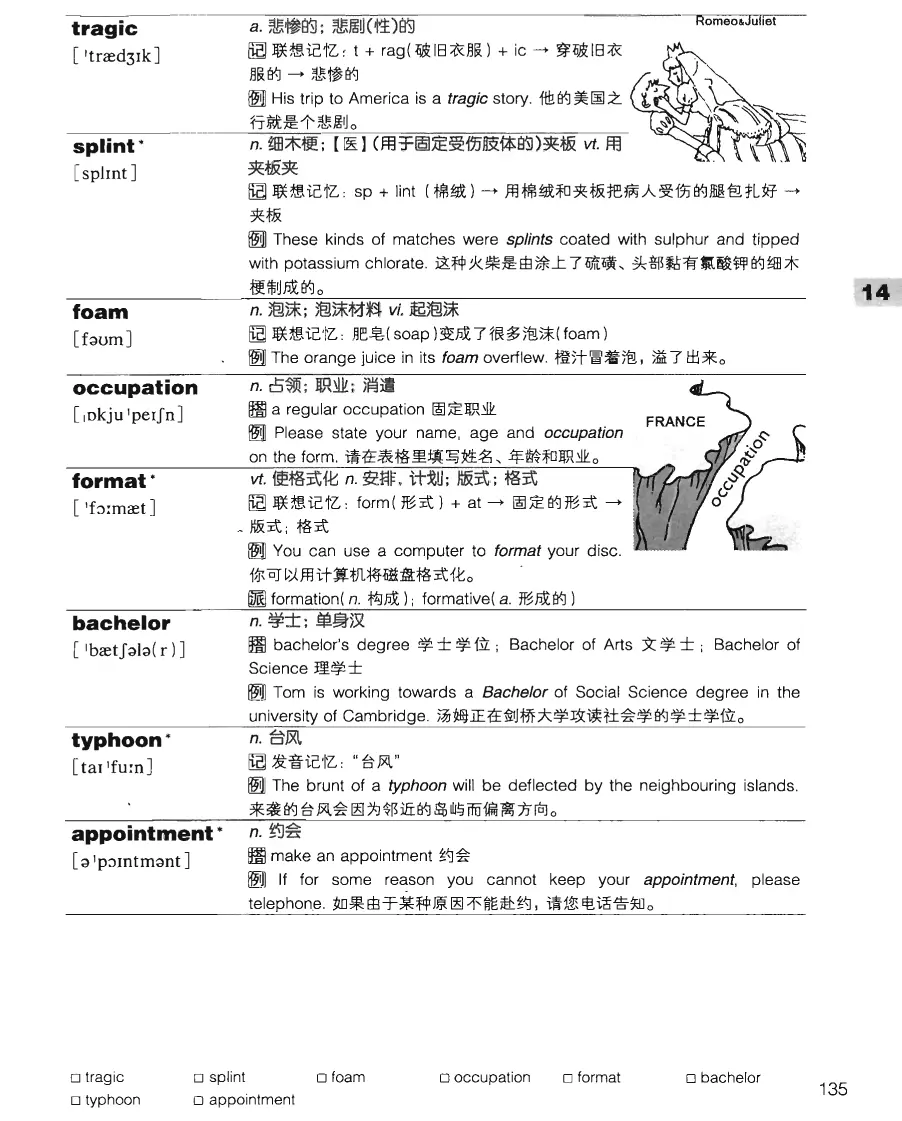 tragic
[ˈtrædʒɪk]
a. 悲惨的；悲剧(性)的
记 联想记忆：t + rag(破旧衣服) + ic → 穿破旧衣
服的 → 悲惨的
例 His trip to America is a tragic story. 他的美国之
行就是个悲剧。
Romeo&Juliet
splint*
[splɪnt]
n. 细木梗；【医】(用于固定受伤肢体的)夹板 vt. 用
夹板夹
记 联想记忆：sp + lint (棉绒) → 用棉绒和夹板把病人受伤的腿包扎好 →
夹板
例 These kinds of matches were splints coated with sulphur and tipped
with potassium chlorate. 这种火柴是由涂上了硫磺、头部黏有氯酸钾的细木
梗制成的。
14
foam
[fəʊm]
n. 泡沫；泡沫材料 vi. 起泡沫
记 联想记忆：肥皂(soap)变成了很多泡沫(foam)
例 The orange juice in its foam overflew. 橙汁冒着泡，溢了出来。
occupation
[ˌɒkjuˈpeɪʃn]
n. 占领；职业；消遣
搭 a regular occupation 固定职业
例 Please state your name, age and occupation
on the form. 请在表格里填写姓名、年龄和职业。
FRANCE
occupation
format*
[ˈfɔːmæt]
vt. 使格式化 n. 安排，计划；版式；格式
记 联想记忆：form(形式) + at → 固定的形式 →
版式；格式
例 You can use a computer to format your disc.
你可以用计算机将磁盘格式化。
派 formation(n. 构成)；formative(a. 形成的)
bachelor
[ˈbætʃələ(r)]
n. 学士；单身汉
搭 bachelor's degree 学士学位；Bachelor of Arts 文学士；Bachelor of
Science 理学士
例 Tom is working towards a Bachelor of Social Science degree in the
university of Cambridge. 汤姆正在剑桥大学攻读社会学的学士学位。
typhoon*
[taɪˈfuːn]
n. 台风
记 发音记忆：“台风”
例 The brunt of a typhoon will be deflected by the neighbouring islands.
来袭的台风会因为邻近的岛屿而偏离方向。
appointment*
[əˈpɔɪntmənt]
n. 约会
搭 make an appointment 约会
例 If for some reason you cannot keep your appointment, please
telephone. 如果由于某种原因不能赴约，请您电话告知。
□ tragic □ splint □ foam □ occupation □ format □ bachelor
□ typhoon □ appointment
135